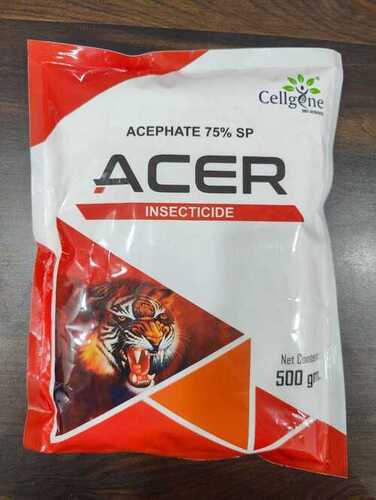 Cellgene
ACEPHATE 75% SP
ACER
INSECTICIDE
Net Content
500 gm.